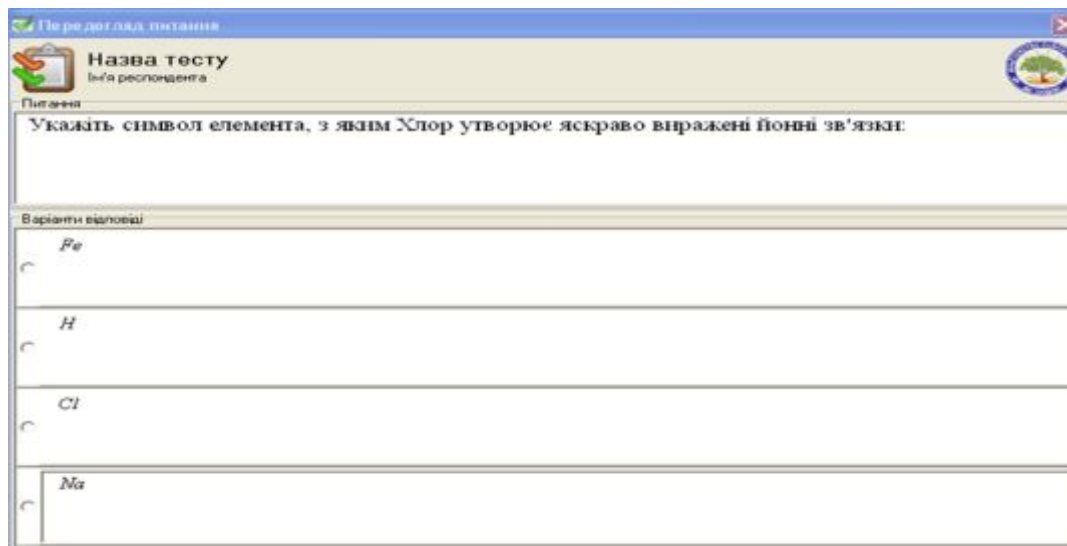 Передогляд питання
Назва тесту
Ім'я респондента
Питання
Укажіть символ елемента, з яким Хлор утворює яскраво виражені йонні зв'язки:
Варіанти відповіді
Fe
H
Cl
Na